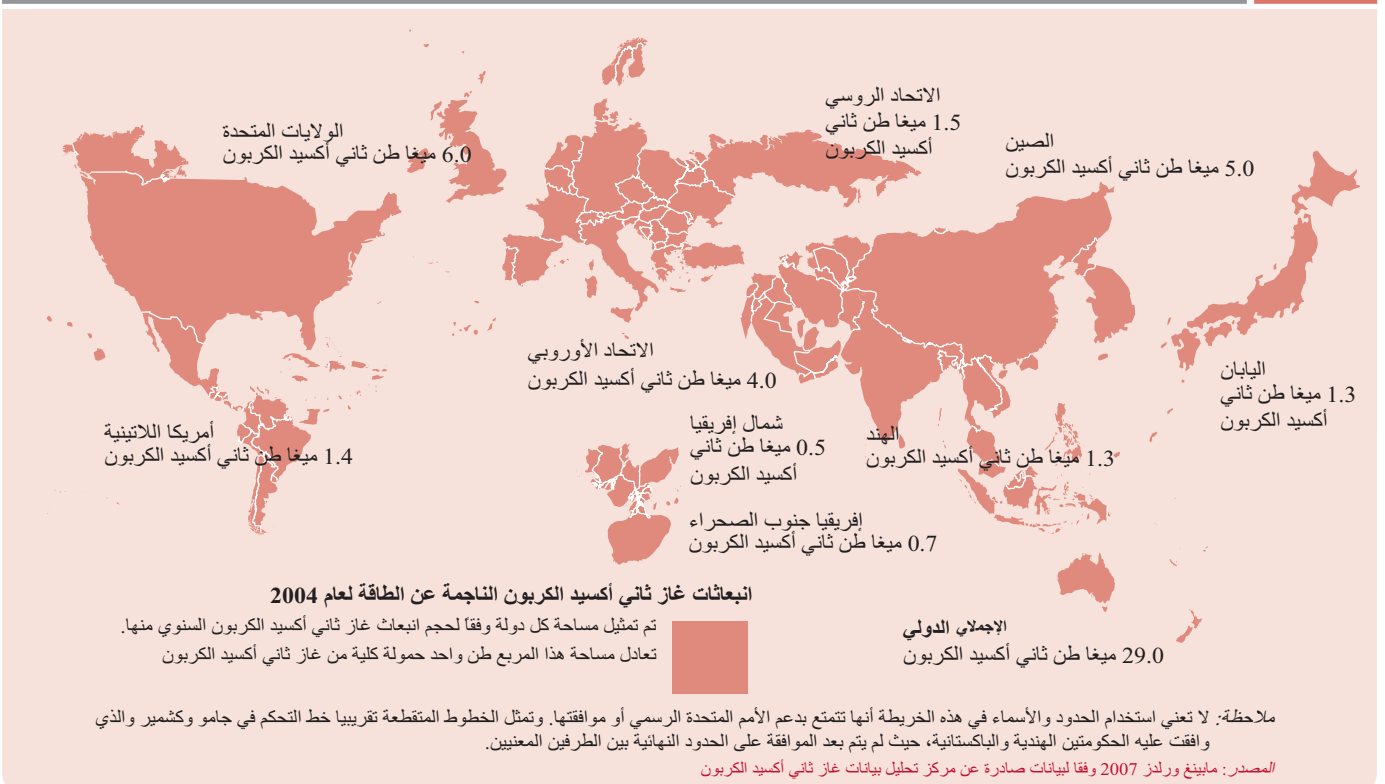 الاتحاد الروسي
1.5 ميغا طن ثاني
أكسيد الكربون
الولايات المتحدة
6.0 ميغا طن ثاني أكسيد الكربون
الصين
5.0 ميغا طن ثاني أكسيد الكربون
الاتحاد الأوروبي
4.0 ميغا طن ثاني أكسيد الكربون
اليابان
1.3 ميغا طن ثاني
أكسيد الكربون
شمال إفريقيا
0.5 ميغا طن ثاني
أكسيد الكربون
الهند
1.3 ميغا طن ثاني أكسيد الكربون
أمريكا اللاتينية
1.4 ميغا طن ثاني أكسيد الكربون
إفريقيا جنوب الصحراء
0.7 ميغا طن ثاني أكسيد الكربون
انبعاثات غاز ثاني أكسيد الكربون الناجمة عن الطاقة لعام 2004
تم تمثيل مساحة كل دولة وفقًا لحجم انبعاث غاز ثاني أكسيد الكربون السنوي منها.
تعادل مساحة هذا المربع طن واحد حمولة كلية من غاز ثاني أكسيد الكربون
الإجمالي الدولي
29.0 ميغا طن ثاني أكسيد الكربون
ملاحظة: لا تعني استخدام الحدود والأسماء في هذه الخريطة أنها تتمتع بدعم الأمم المتحدة الرسمي أو موافقتها. وتمثل الخطوط المتقطعة تقريبيا خط التحكم في جامو وكشمير والذي
وافقت عليه الحكومتين الهندية والباكستانية، حيث لم يتم بعد الموافقة على الحدود النهائية بين الطرفين المعنيين.
المصدر: مابينغ ورلدز 2007 وفقا لبيانات صادرة عن مركز تحليل بيانات غاز ثاني أكسيد الكربون